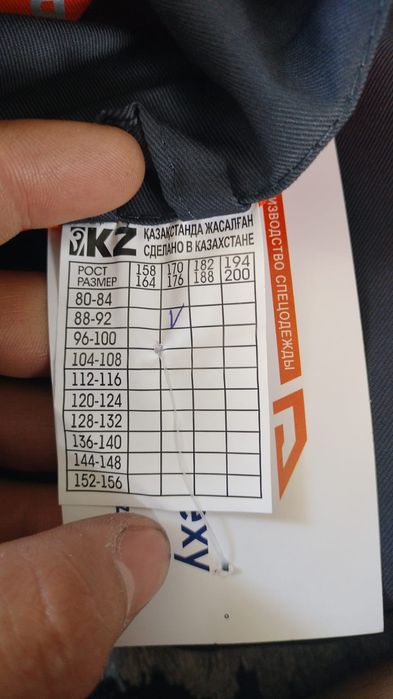 KZ ҚАЗАҚСТАНДА ЖАСАЛҒАН
СДЕЛАНО В КАЗАХСТАНЕ
РОСТ 158 170 182 194
РАЗМЕР 164 176 188 200
80-84
88-92 V
96-100
104-108
112-116
120-124
128-132
136-140
144-148
152-156
ИЗВОДСТВО СПЕЦОДЕЖДЫ
ex